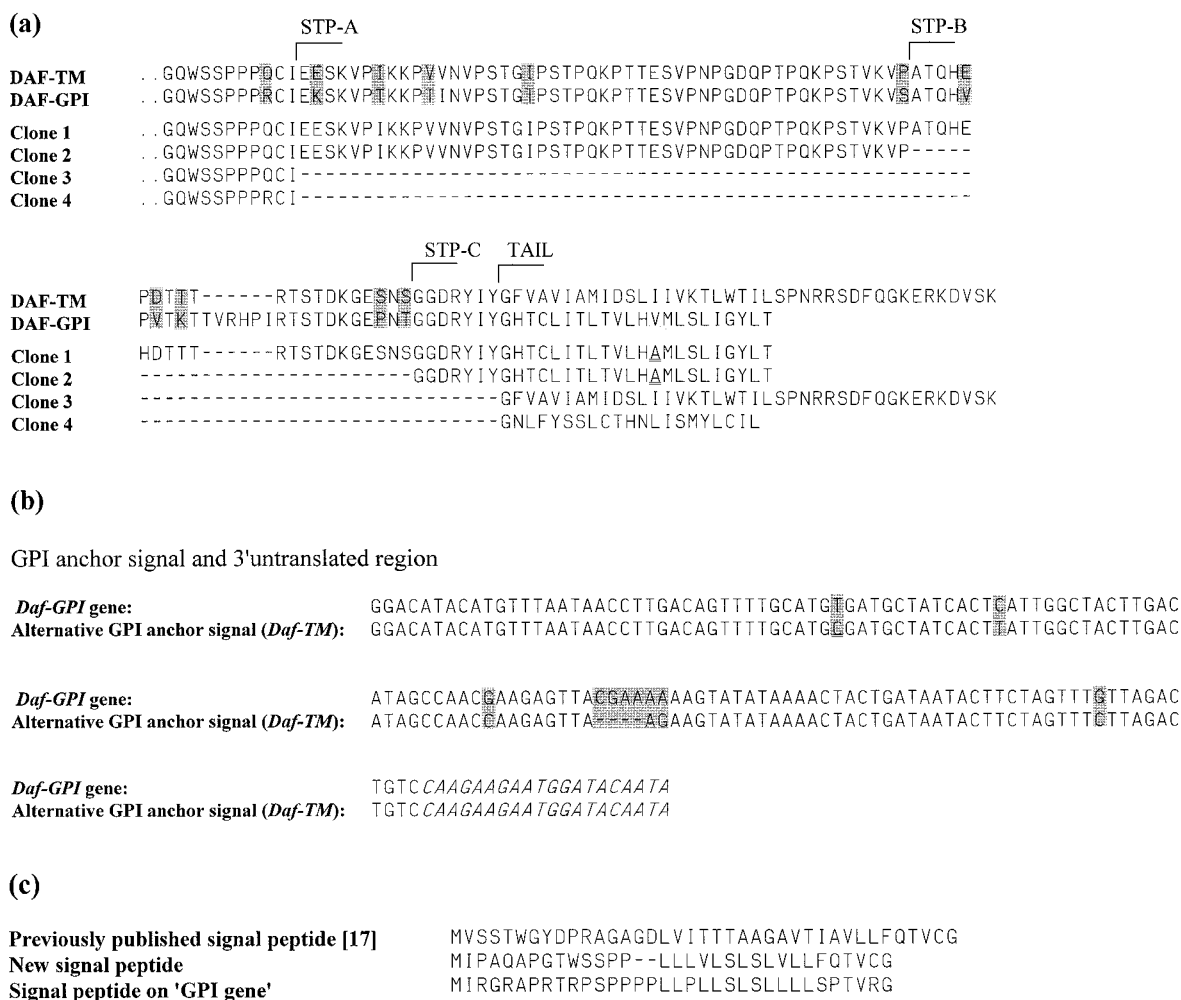 (a)
STP-A STP-B
DAF-TM ..GQWSSPPPQCIEESKVPIKKPVVNVPSTGIPSTPQKPTTESVPNPGDQPTPQKPSTVKVPATQHE
DAF-GPI ..GQWSSPPPRCIEKSKVPTKKPTINVPSTGIPSTPQKPTTESVPNPGDQPTPQKPSTVKVSATQHV
Clone 1 ..GQWSSPPPQCIEESKVPIKKPVVNVPSTGIPSTPQKPTTESVPNPGDQPTPQKPSTVKVPATQHE
Clone 2 ..GQWSSPPPQCIEESKVPIKKPVVNVPSTGIPSTPQKPTTESVPNPGDQPTPQKPSTVKVP-----
Clone 3 ..GQWSSPPPQCI------------------------------------------------------
Clone 4 ..GQWSSPPPRCI------------------------------------------------------
STP-C TAIL
DAF-TM PDTTT------RTSTDKGESNSGGDRYIYGFVAVIAMIDSLIIVKTLWTILSPNRRSDFQGKERKDVSK
DAF-GPI PVTKTTVRHPIRTSTDKGEPNTGGDRYIYGHTCLITLTVLHVMLSLIGYLT
Clone 1 HDTTT------RTSTDKGESNSGGDRYIYGHTCLITLTVLHAMLSLIGYLT
Clone 2 ----------------------GGDRYIYGHTCLITLTVLHAMLSLIGYLT
Clone 3 -----------------------------GFVAVIAMIDSLIIVKTLWTILSPNRRSDFQGKERKDVSK
Clone 4 -----------------------------GNLFYSSLCTHNLISMYLCIL
(b)
GPI anchor signal and 3'untranslated region
Daf-GPI gene: GGACATACATGTTTAATAACCTTGACAGTTTTGCATGTGATGCTATCACTCATTGGCTACTTGAC
Alternative GPI anchor signal (Daf-TM): GGACATACATGTTTAATAACCTTGACAGTTTTGCATGCGATGCTATCACTTATTGGCTACTTGAC
Daf-GPI gene: ATAGCCAACGAAGAGTTACGAAAAAAGTATATAAAACTACTGATAATACTTCTAGTTTGTTAGAC
Alternative GPI anchor signal (Daf-TM): ATAGCCAACCAAGAGTTA----AGAAGTATATAAAACTACTGATAATACTTCTAGTTTCTTAGAC
Daf-GPI gene: TGTCCAAGAAGAATGGATACAATA
Alternative GPI anchor signal (Daf-TM): TGTCCAAGAAGAATGGATACAATA
(c)
Previously published signal peptide [17] MVSSTWGYDPRAGAGDLVITTTAAGAVTIAVLLFQTVCG
New signal peptide MIPAQAPGTWSSPP--LLLVLSLSLVLLFQTVCG
Signal peptide on 'GPI gene' MIRGRAPRTRPSPPPPLLPLLSLSLLLLSPTVRG